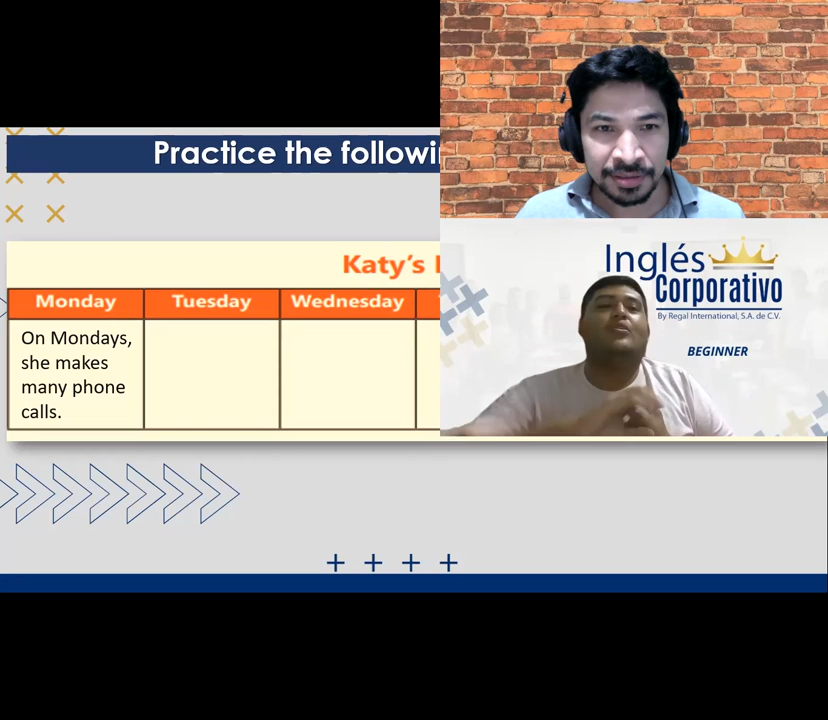 Practice the
Katy's
Monday
Tuesday
Wednesday
On Mondays,
she makes
many phone
calls.
Inglés
Corporativo
By Regal International, S.A. de C.V.
BEGINNER